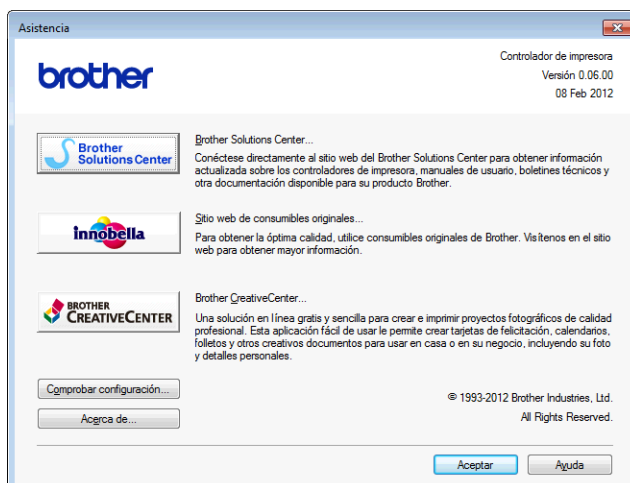 Asistencia
brother
Controlador de impresora
Versión 0.06.00
08 Feb 2012
Brother
Solutions Center
Brother Solutions Center...
Conéctese directamente al sitio web del Brother Solutions Center para obtener información
actualizada sobre los controladores de impresora, manuales de usuario, boletines técnicos y
otra documentación disponible para su producto Brother.
innobella
Sitio web de consumibles originales...
Para obtener la óptima calidad, utilice consumibles originales de Brother. Visítenos en el sitio
web para obtener mayor información.
BROTHER
CREATIVECENTER
Brother CreativeCenter...
Una solución en línea gratis y sencilla para crear e imprimir proyectos fotográficos de calidad
profesional. Esta aplicación fácil de usar le permite crear tarjetas de felicitación, calendarios,
folletos y otros creativos documentos para usar en casa o en su negocio, incluyendo su foto
y detalles personales.
Comprobar configuración...
Acerca de...
© 1993-2012 Brother Industries, Ltd.
All Rights Reserved.
Aceptar
Ayuda